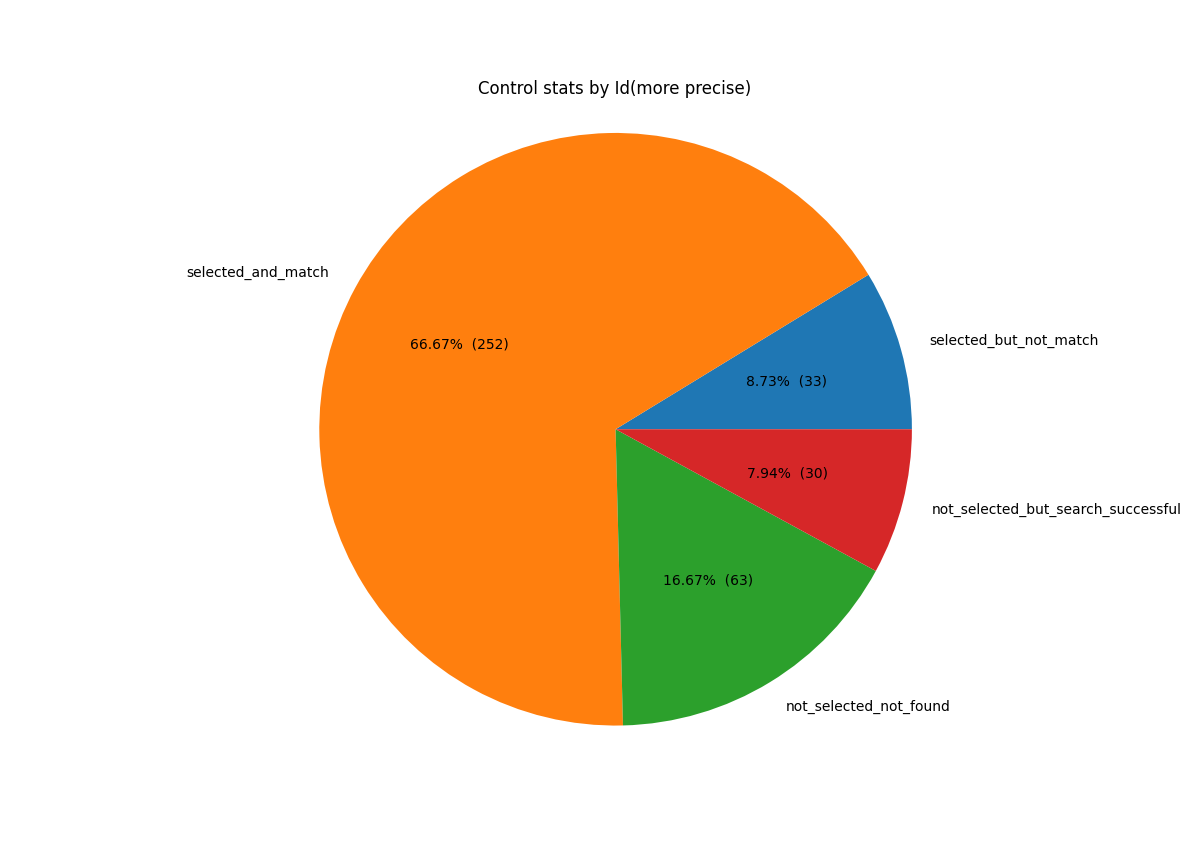 Control stats by Id(more precise)
selected_and_match
66.67%  (252)
selected_but_not_match
8.73%  (33)
7.94%  (30)
not_selected_but_search_successful
16.67%  (63)
not_selected_not_found